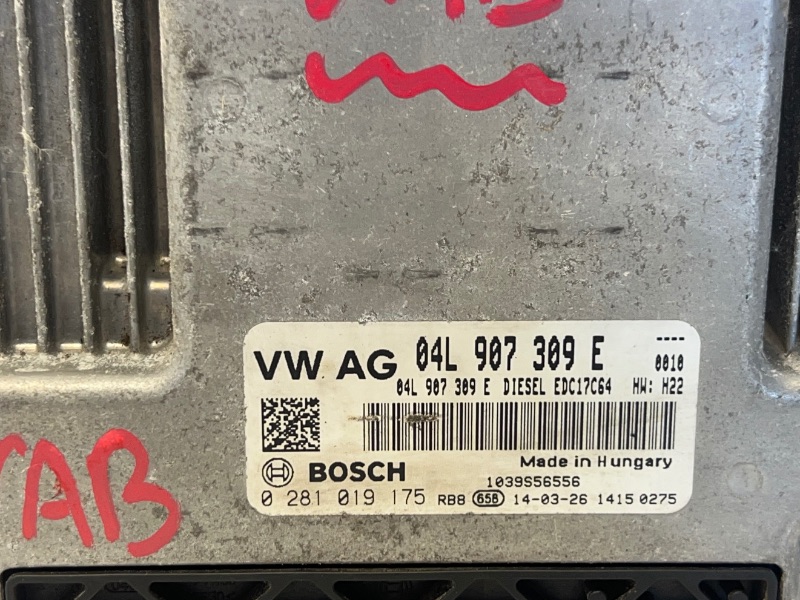 VW AG 04L 907 309 E ----
0010
04L 907 309 E DIESEL EDC17C64 HW: H22
Made in Hungary
BOSCH 1039S56556
0 281 019 175 RB8 658 14-03-26 1415 0275
AB